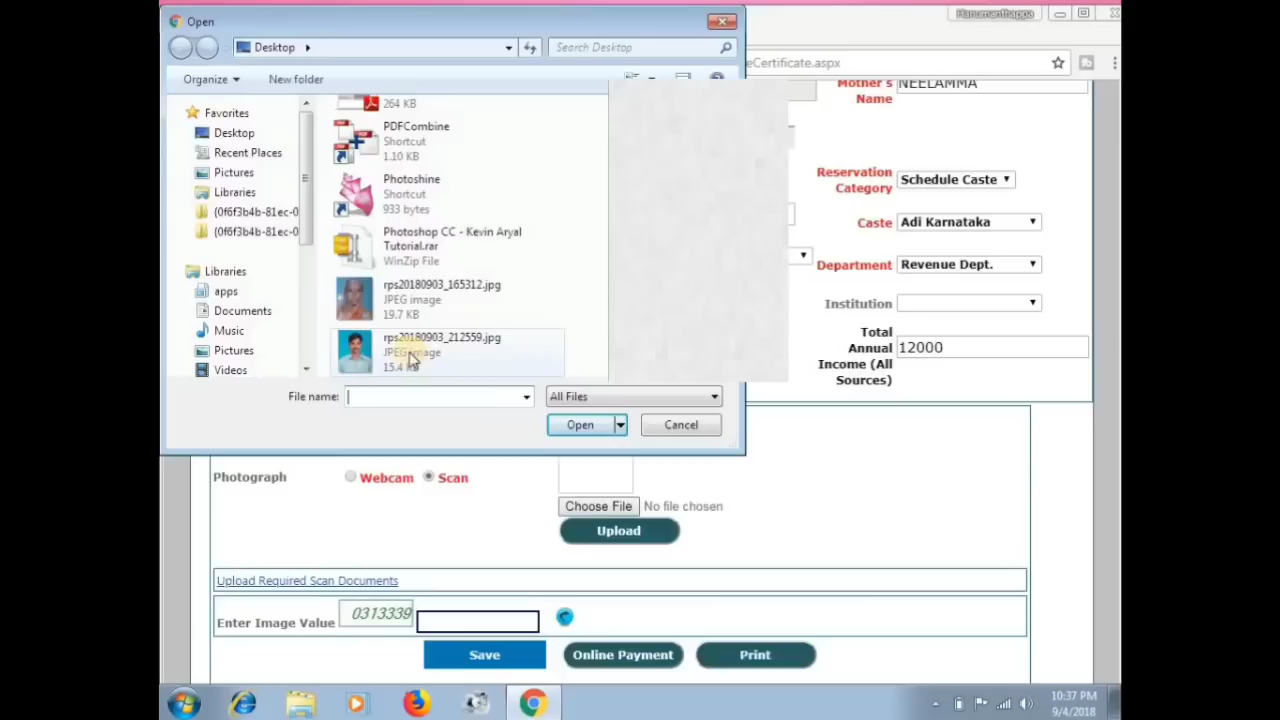 Open
Hanumanthappa
Desktop
Search Desktop
eCertificate.aspx
Organize
New folder
Mother's
Name
NEELAMMA
Favorites
Desktop
Recent Places
Pictures
Libraries
{0f6f3b4b-81ec-0
{0f6f3b4b-81ec-0
Libraries
apps
Documents
Music
Pictures
Videos
264 KB
PDFCombine
Shortcut
1.10 KB
Photoshine
Shortcut
933 bytes
Photoshop CC - Kevin Aryal
Tutorial.rar
WinZip File
rps20180903_165312.jpg
JPEG image
19.7 KB
rps20180903_212559.jpg
JPEG image
15.4 KB
Reservation
Category
Schedule Caste
Caste
Adi Karnataka
Department
Revenue Dept.
Institution
Total
Annual
Income (All
Sources)
12000
File name:
All Files
Open
Cancel
Photograph
Webcam
Scan
Choose File
No file chosen
Upload
Upload Required Scan Documents
Enter Image Value
0313339
Save
Online Payment
Print
10:37 PM
9/4/2018